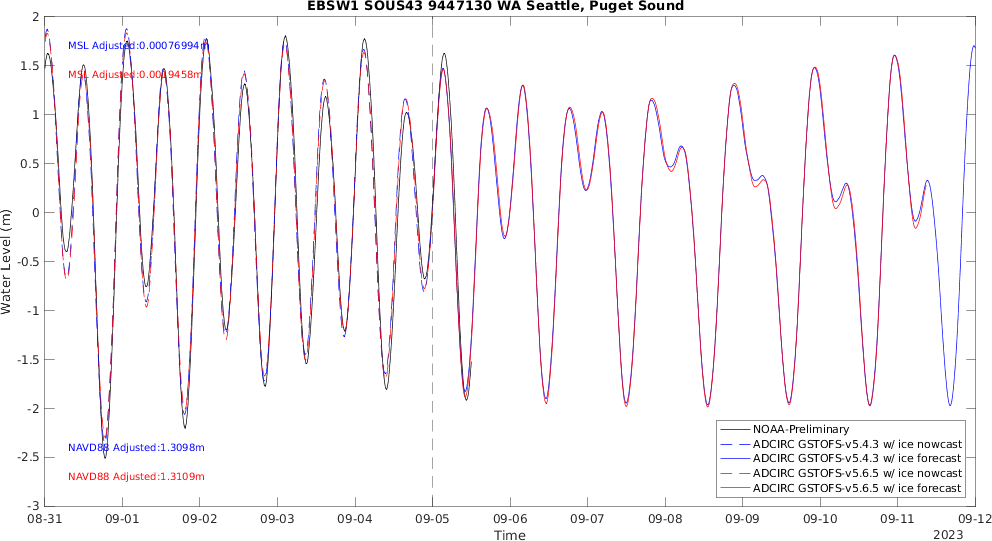 EBSW1 SOUS43 9447130 WA Seattle, Puget Sound
2
1.5
1
0.5
0
-0.5
-1
-1.5
-2
-2.5
-3
Water Level (m)
MSL Adjusted:0.00076994m
MSL Adjusted:0.0019458m
NAVD88 Adjusted:1.3098m
NAVD88 Adjusted:1.3109m
NOAA-Preliminary
ADCIRC GSTOFS-v5.4.3 w/ ice nowcast
ADCIRC GSTOFS-v5.4.3 w/ ice forecast
ADCIRC GSTOFS-v5.6.5 w/ ice nowcast
ADCIRC GSTOFS-v5.6.5 w/ ice forecast
08-31 09-01 09-02 09-03 09-04 09-05 09-06 09-07 09-08 09-09 09-10 09-11 09-12
Time
2023